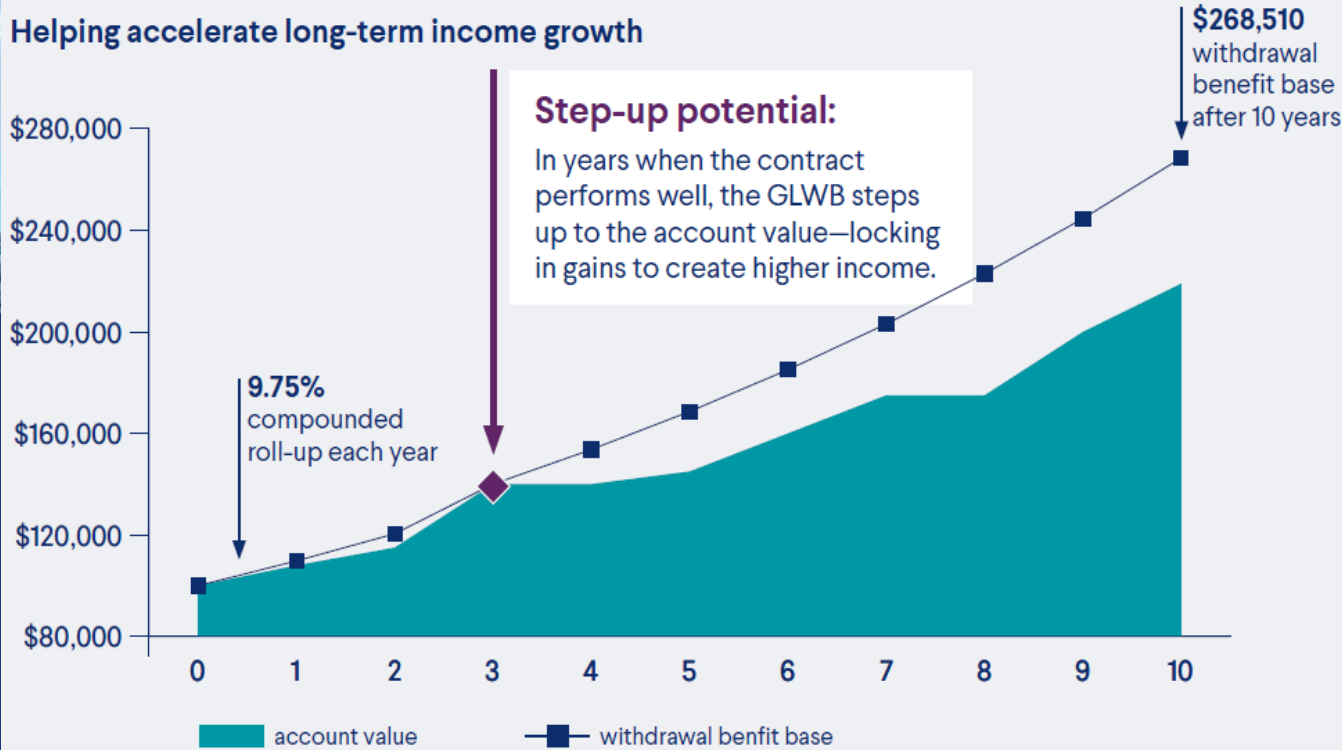 Helping accelerate long-term income growth
$268,510
withdrawal
benefit base
after 10 years
Step-up potential:
In years when the contract
performs well, the GLWB steps
up to the account value—locking
in gains to create higher income.
$280,000
$240,000
$200,000
$160,000
$120,000
$80,000
9.75%
compounded
roll-up each year
0 1 2 3 4 5 6 7 8 9 10
account value
withdrawal benfit base